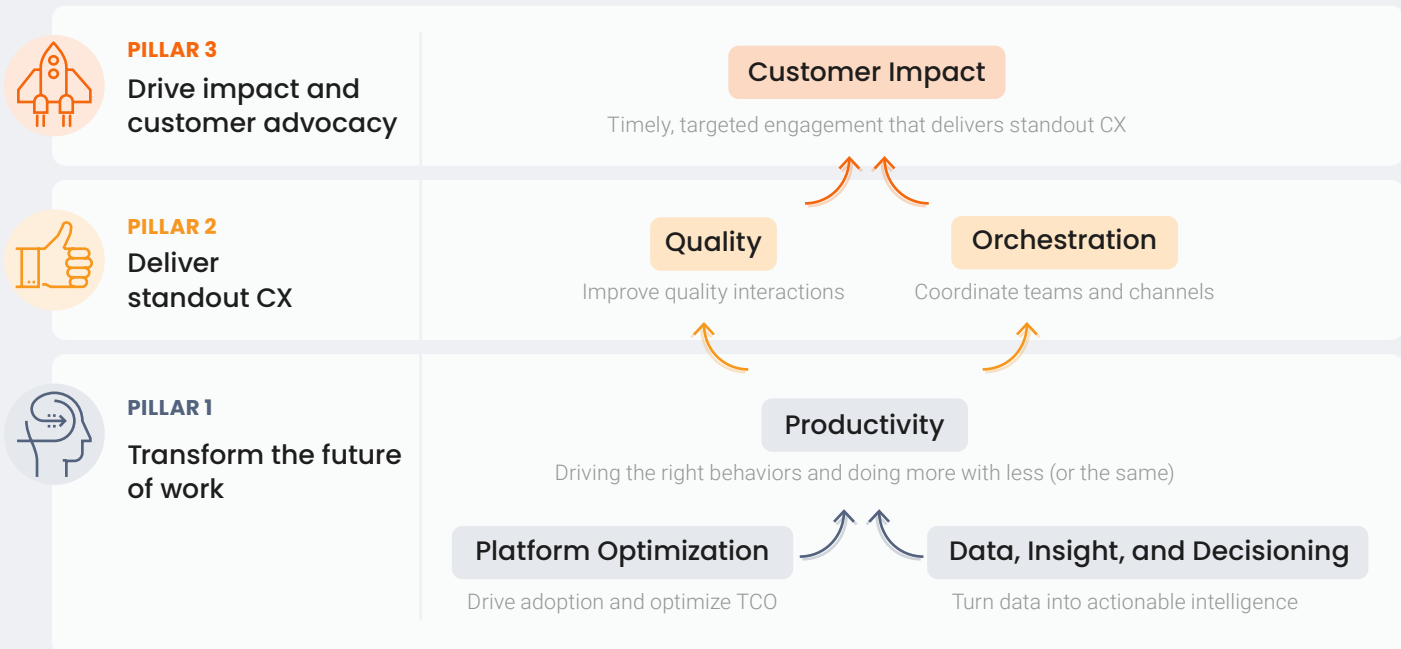 PILLAR 3
Drive impact and
customer advocacy
Customer Impact
Timely, targeted engagement that delivers standout CX
PILLAR 2
Deliver
standout CX
Quality
Improve quality interactions
Orchestration
Coordinate teams and channels
PILLAR 1
Transform the future
of work
Productivity
Driving the right behaviors and doing more with less (or the same)
Platform Optimization
Drive adoption and optimize TCO
Data, Insight, and Decisioning
Turn data into actionable intelligence